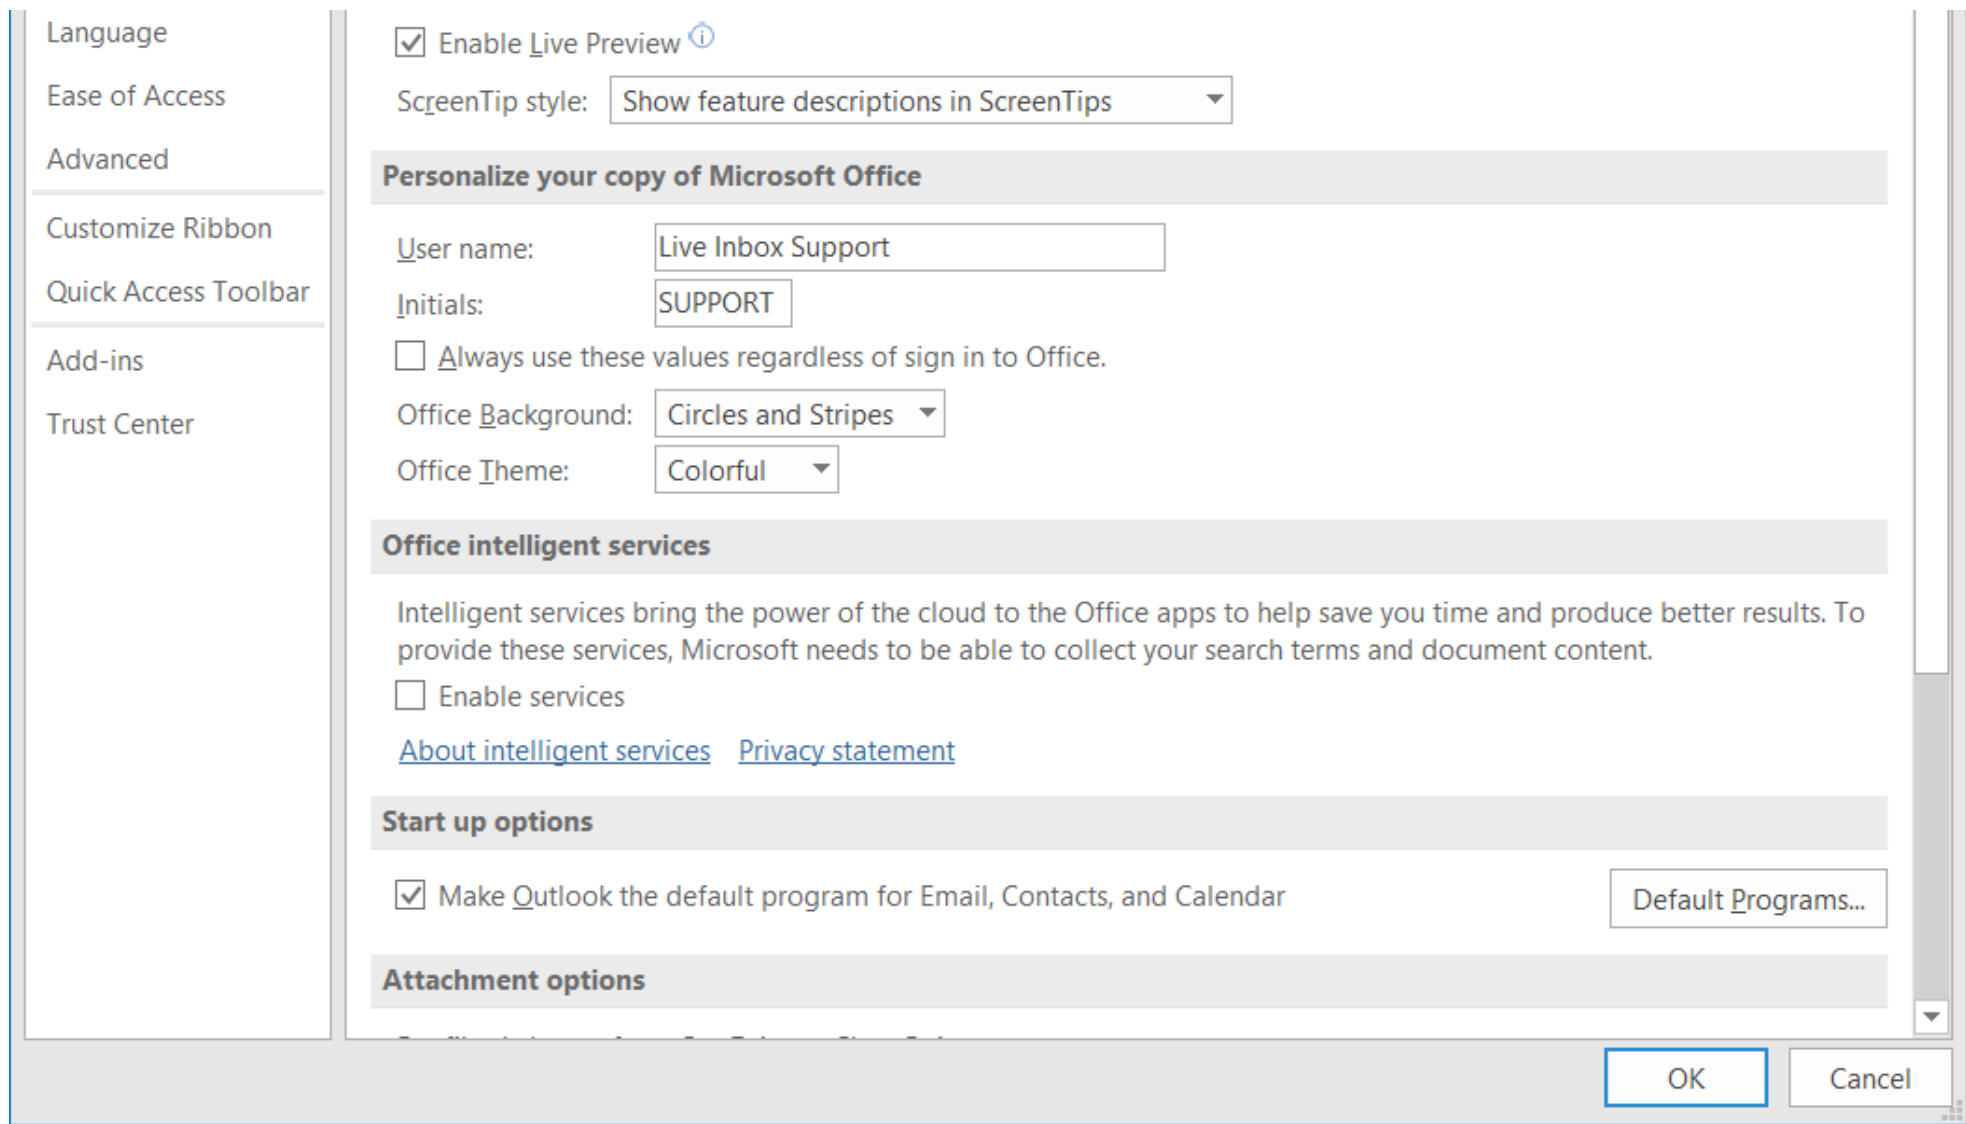 Language
Ease of Access
Advanced
Customize Ribbon
Quick Access Toolbar
Add-ins
Trust Center
Enable Live Preview
ScreenTip style: Show feature descriptions in ScreenTips
Personalize your copy of Microsoft Office
User name: Live Inbox Support
Initials: SUPPORT
Always use these values regardless of sign in to Office.
Office Background: Circles and Stripes
Office Theme: Colorful
Office intelligent services
Intelligent services bring the power of the cloud to the Office apps to help save you time and produce better results. To
provide these services, Microsoft needs to be able to collect your search terms and document content.
Enable services
About intelligent services Privacy statement
Start up options
Make Outlook the default program for Email, Contacts, and Calendar Default Programs...
Attachment options
OK Cancel